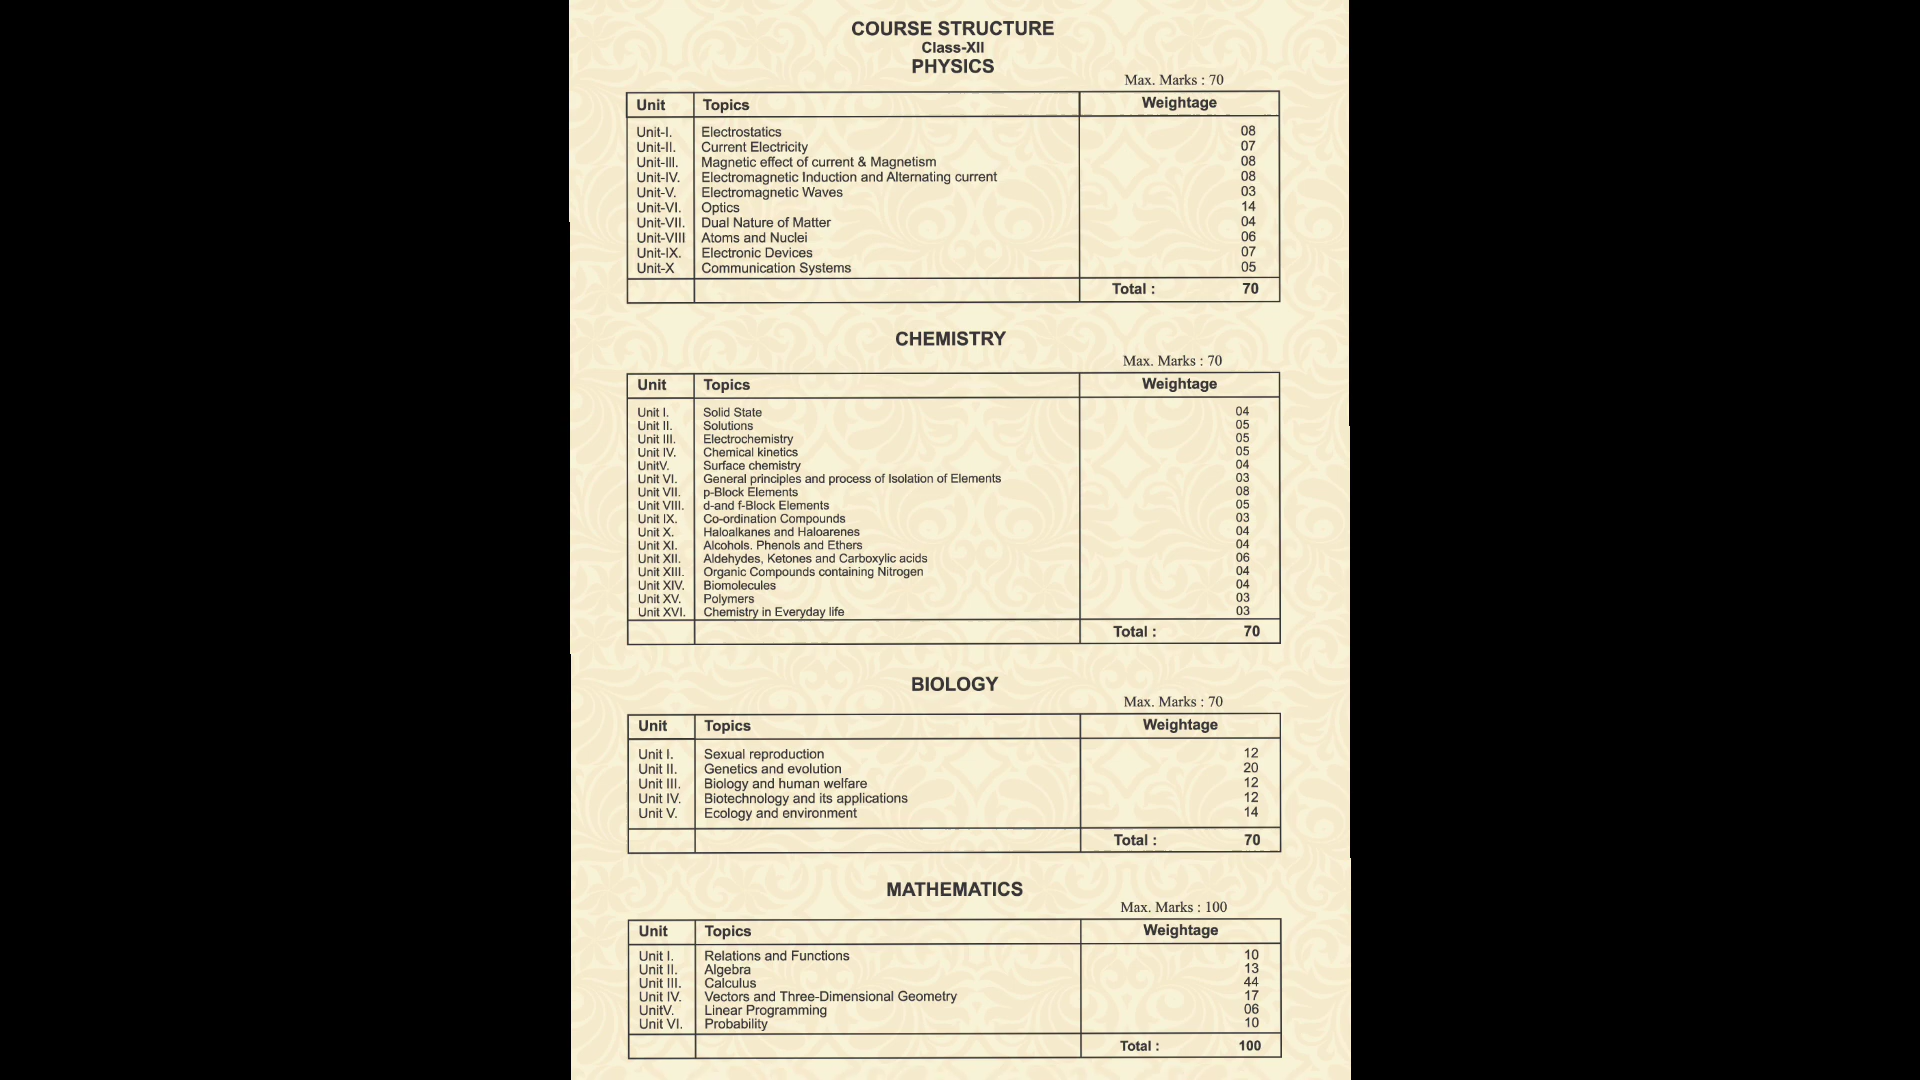 COURSE STRUCTURE
Class-XII
PHYSICS
Max. Marks : 70
Unit Topics Weightage
Unit-I. Electrostatics 08
Unit-II. Current Electricity 07
Unit-III. Magnetic effect of current & Magnetism 08
Unit-IV. Electromagnetic Induction and Alternating current 08
Unit-V. Electromagnetic Waves 03
Unit-VI. Optics 14
Unit-VII. Dual Nature of Matter 04
Unit-VIII Atoms and Nuclei 06
Unit-IX. Electronic Devices 07
Unit-X Communication Systems 05
Total : 70
CHEMISTRY
Max. Marks : 70
Unit Topics Weightage
Unit I. Solid State 04
Unit II. Solutions 05
Unit III. Electrochemistry 05
Unit IV. Chemical kinetics 05
UnitV. Surface chemistry 04
Unit VI. General principles and process of Isolation of Elements 03
Unit VII. p-Block Elements 08
Unit VIII. d-and f-Block Elements 05
Unit IX. Co-ordination Compounds 03
Unit X. Haloalkanes and Haloarenes 04
Unit XI. Alcohols. Phenols and Ethers 04
Unit XII. Aldehydes, Ketones and Carboxylic acids 06
Unit XIII. Organic Compounds containing Nitrogen 04
Unit XIV. Biomolecules 04
Unit XV. Polymers 03
Unit XVI. Chemistry in Everyday life 03
Total : 70
BIOLOGY
Max. Marks : 70
Unit Topics Weightage
Unit I. Sexual reproduction 12
Unit II. Genetics and evolution 20
Unit III. Biology and human welfare 12
Unit IV. Biotechnology and its applications 12
Unit V. Ecology and environment 14
Total : 70
MATHEMATICS
Max. Marks : 100
Unit Topics Weightage
Unit I. Relations and Functions 10
Unit II. Algebra 13
Unit III. Calculus 44
Unit IV. Vectors and Three-Dimensional Geometry 17
UnitV. Linear Programming 06
Unit VI. Probability 10
Total : 100